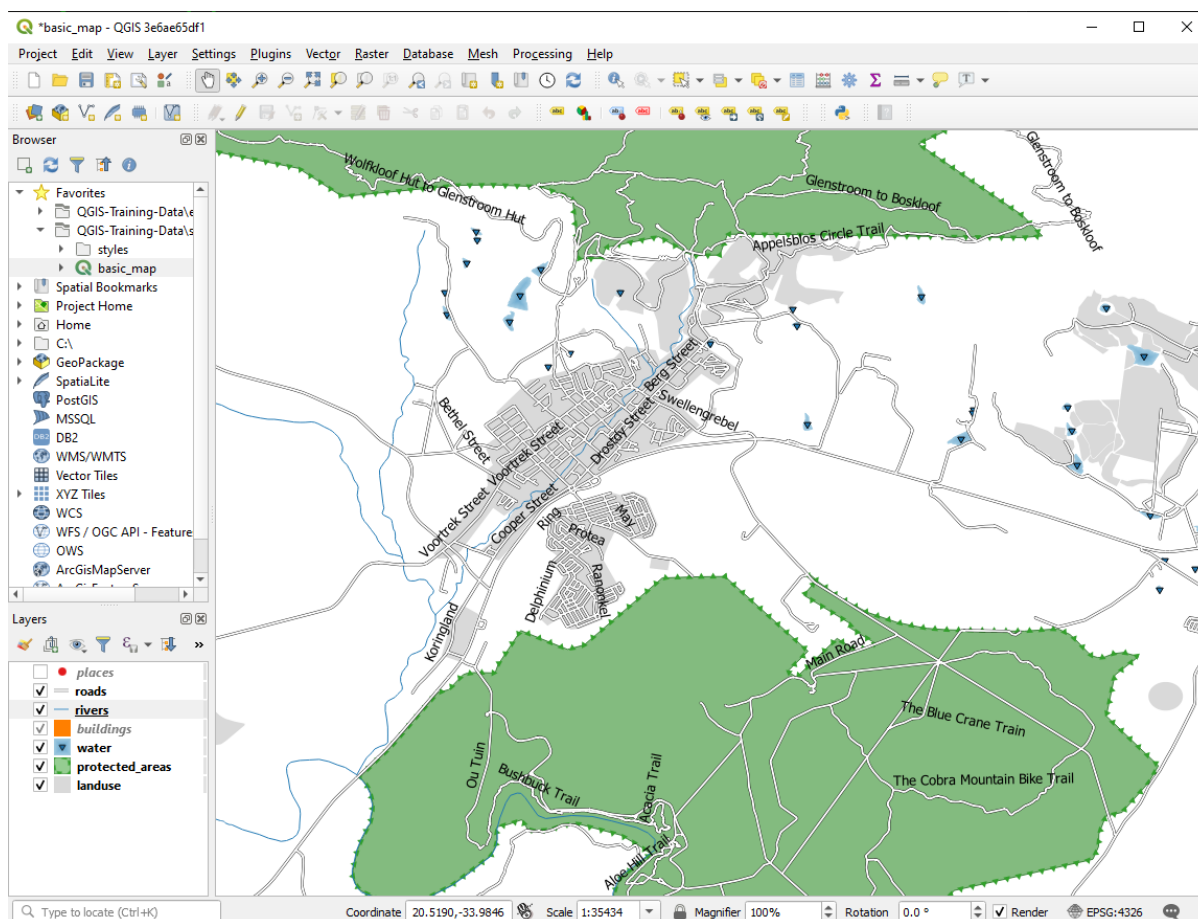 *basic_map - QGIS 3e6ae65df1
Project Edit View Layer Settings Plugins Vector Raster Database Mesh Processing Help
Browser
Favorites
QGIS-Training-Data\e
QGIS-Training-Data\s
styles
basic_map
Spatial Bookmarks
Project Home
Home
C:\
GeoPackage
SpatiaLite
PostGIS
MSSQL
DB2
WMS/WMTS
Vector Tiles
XYZ Tiles
WCS
WFS / OGC API - Feature
OWS
ArcGisMapServer
Layers
places
roads
rivers
buildings
water
protected_areas
landuse
Wolfkloof Hut to Glenstroom Hut
Glenstroom to Boskloof
Glenstroom to Boskloof
Appelsblos Circle Trail
Berg Street
Swellengrebel
Drostdy Street
Bethel Street
Voortrek Street
Voortrek Street
Cooper Street
Ring
May
Protea
Ranonkel
Delphinium
Koringland
Main Road
The Blue Crane Train
The Cobra Mountain Bike Trail
Ou Tuin
Bushbuck Trail
Acacia Trail
Aloe Hill Trail
Type to locate (Ctrl+K) Coordinate 20.5190,-33.9846 Scale 1:35434 Magnifier 100% Rotation 0.0 ° Render EPSG:4326